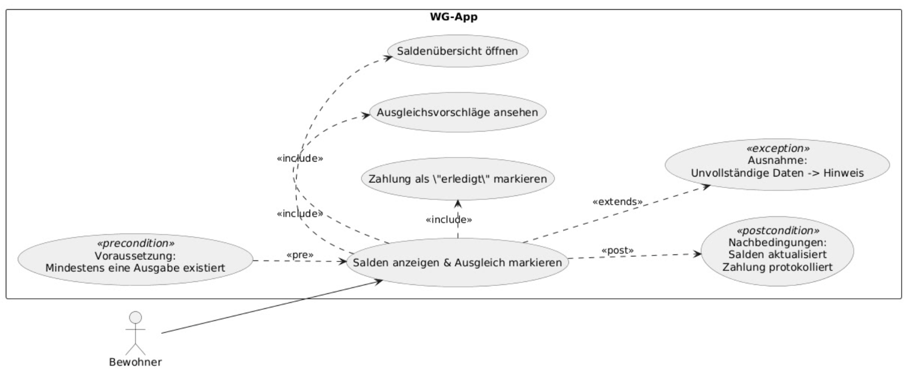 WG-App
Saldenübersicht öffnen
Ausgleichsvorschläge ansehen
«include»
Zahlung als \"erledigt\" markieren
«exception»
Ausnahme:
Unvollständige Daten -> Hinweis
«extends»
«include»
«include»
«precondition»
Voraussetzung:
Mindestens eine Ausgabe existiert
«pre»
Salden anzeigen & Ausgleich markieren
«post»
«postcondition»
Nachbedingungen:
Salden aktualisiert
Zahlung protokolliert
Bewohner